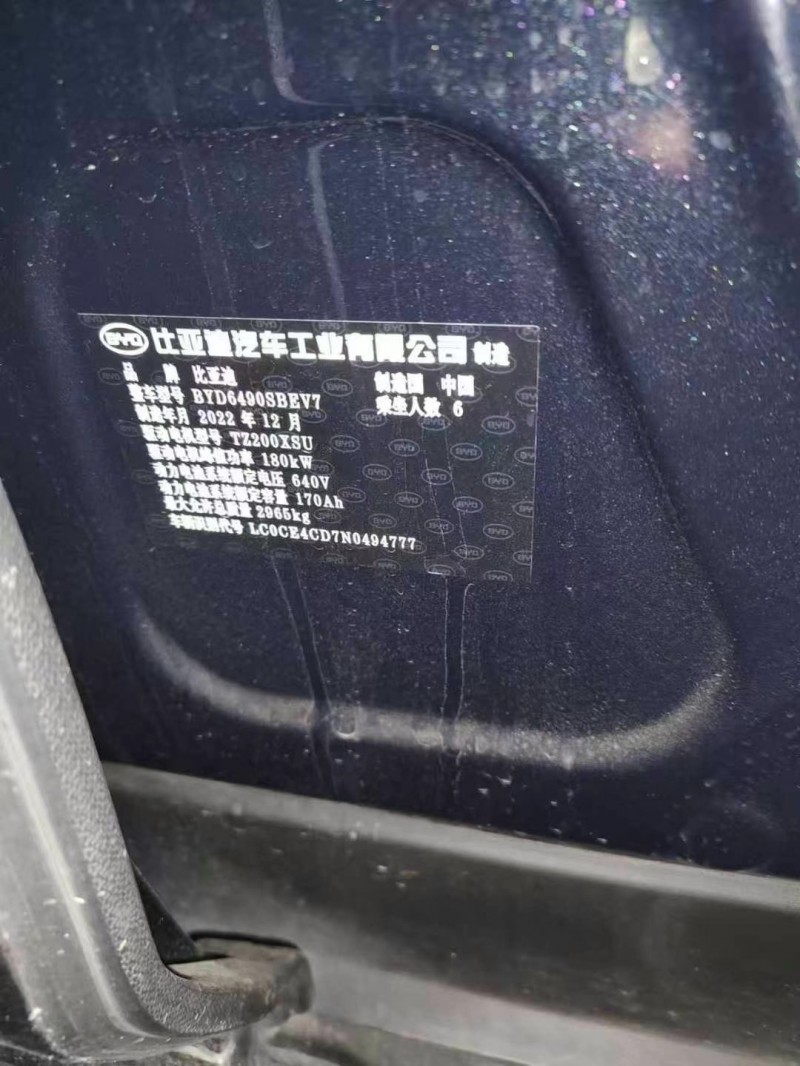 BYD 比亚迪汽车工业有限公司 制造
品 牌 比亚迪 制造国 中国
整车型号 BYD6490SBEV7 乘坐人数 6
制造年月 2022 年 12 月
驱动电机型号 TZ200XSU
驱动电机峰值功率 180kW
动力电池系统额定电压 640V
动力电池系统额定容量 170Ah
最大允许总质量 2965kg
车辆识别代号 LC0CE4CD7N0494777